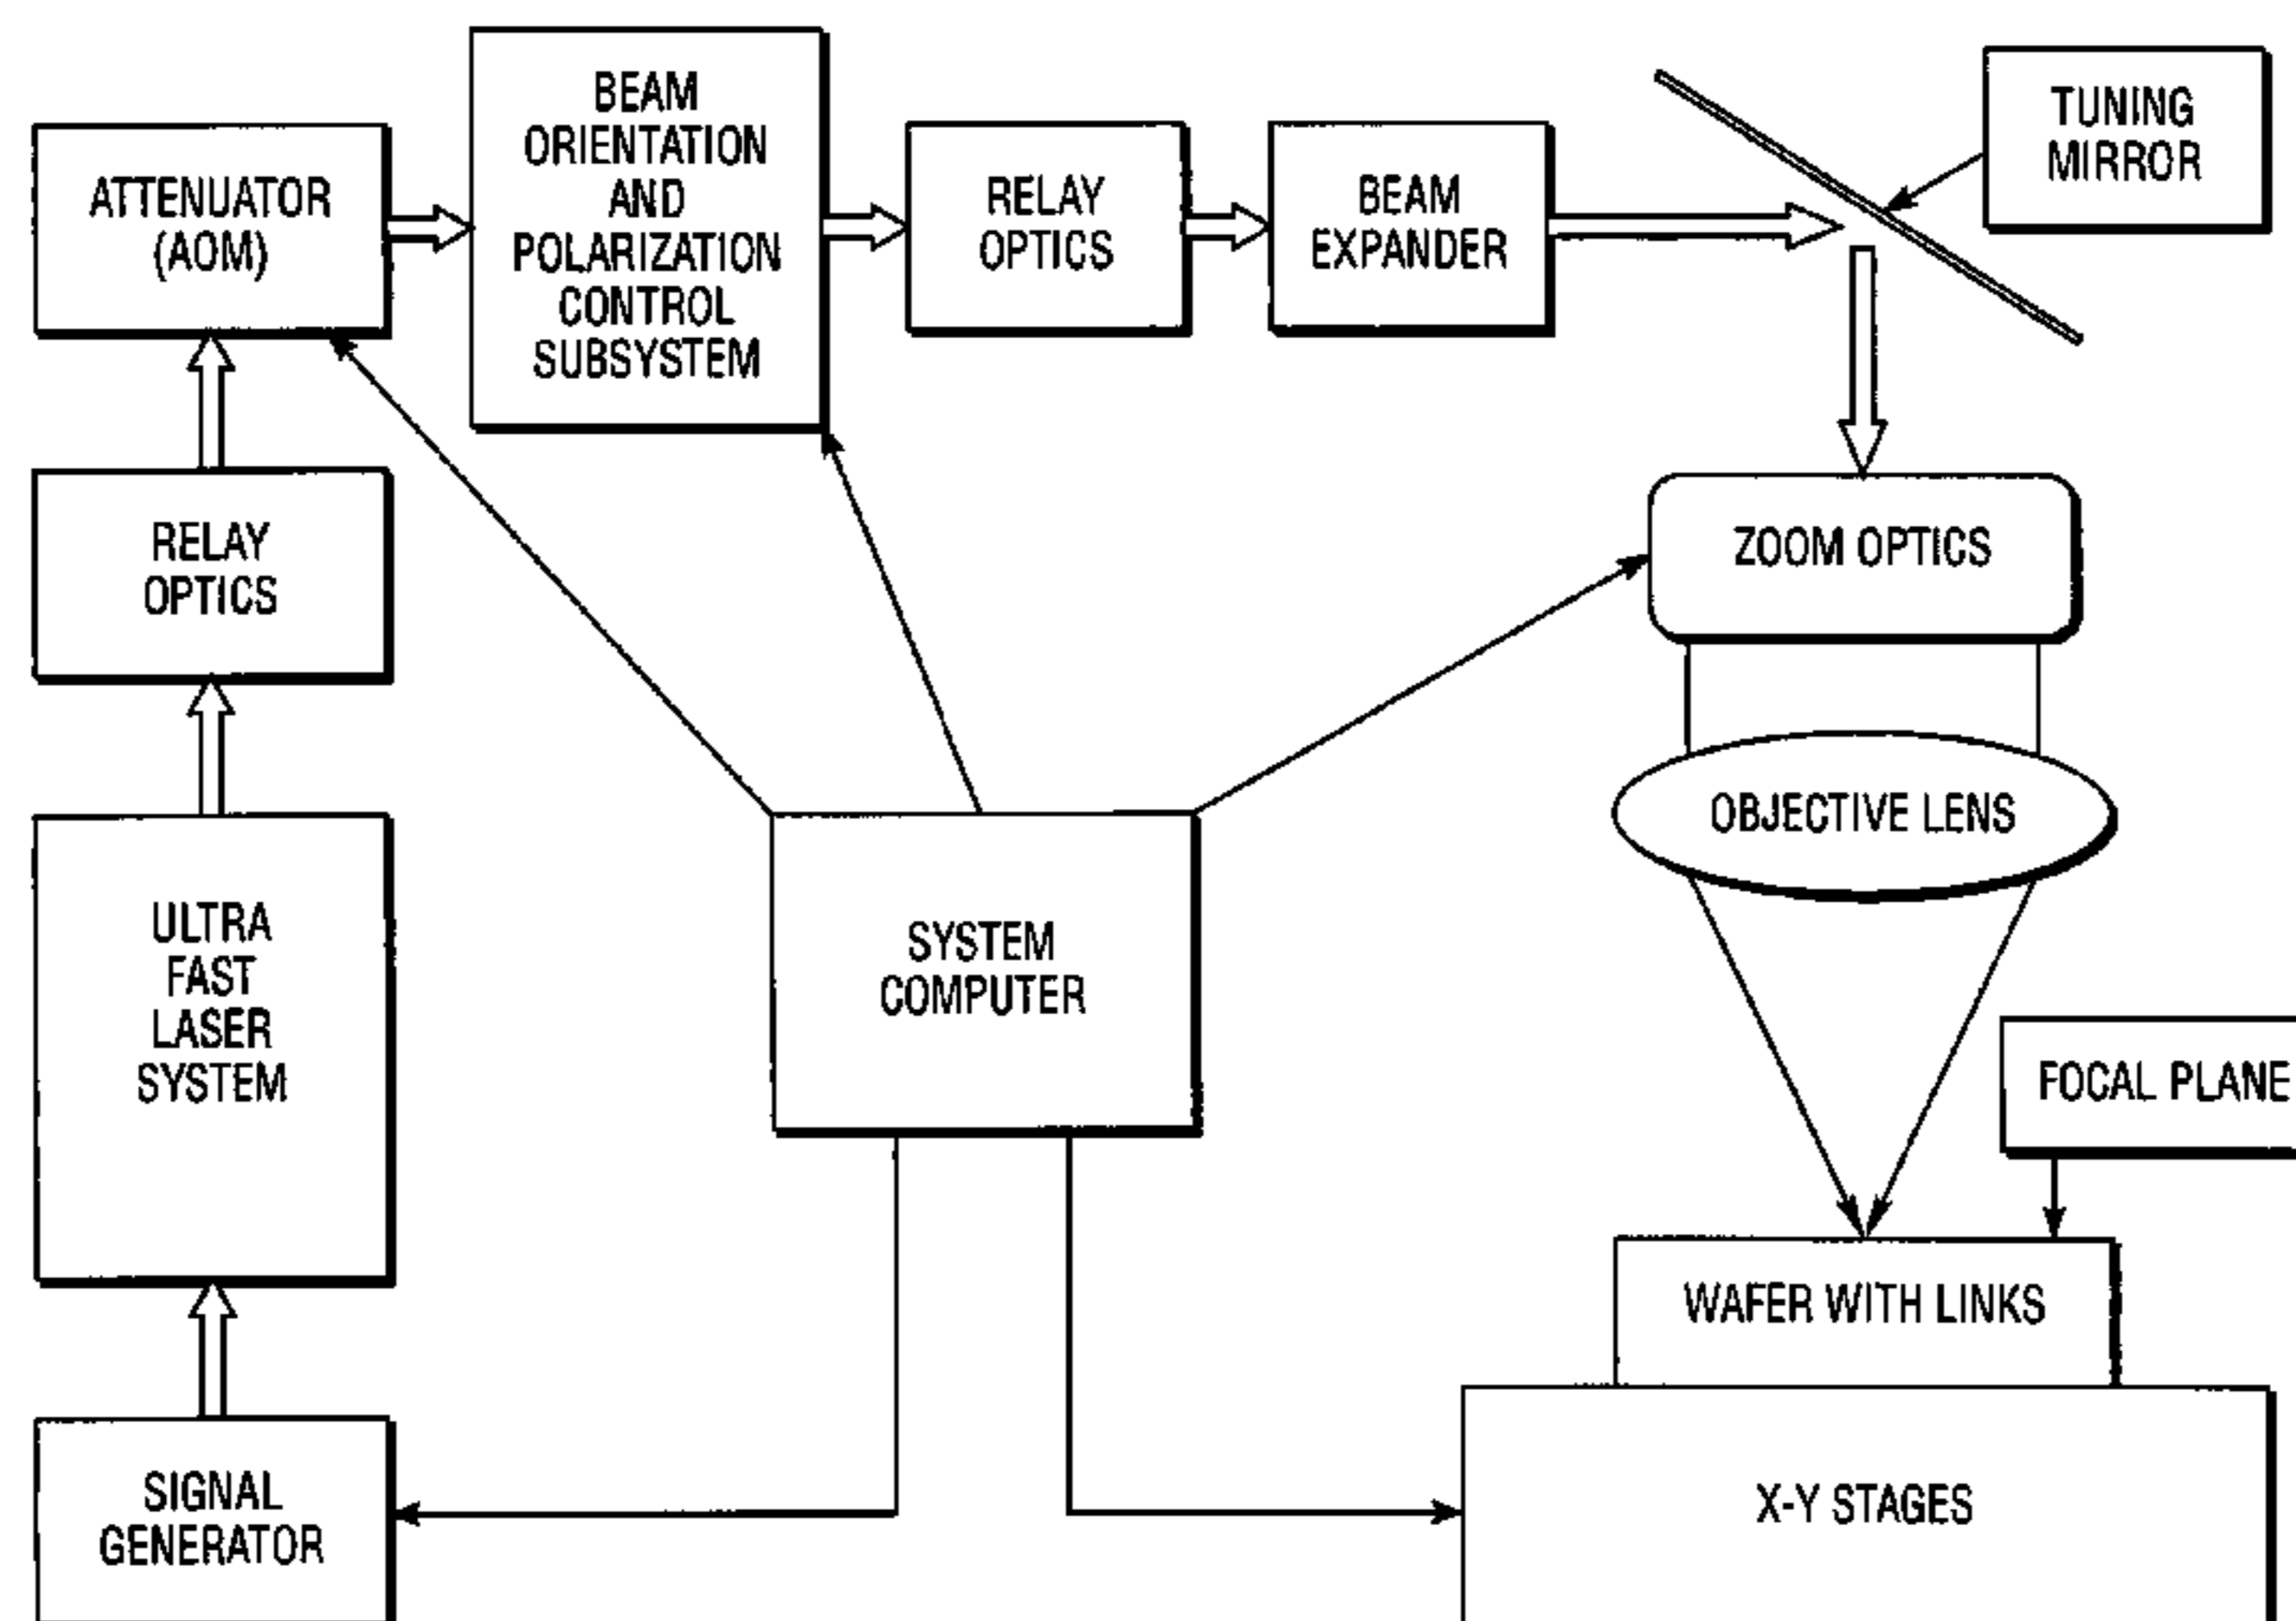 BEAM
ORIENTATION
AND
POLARIZATION
CONTROL
SUBSYSTEM
TUNING
MIRROR
ATTENUATOR
(AOM)
RELAY
OPTICS
BEAM
EXPANDER
RELAY
OPTICS
ZOOM OPTICS
OBJECTIVE LENS
ULTRA
FAST
LASER
SYSTEM
SYSTEM
COMPUTER
FOCAL PLANE
WAFER WITH LINKS
SIGNAL
GENERATOR
X-Y STAGES